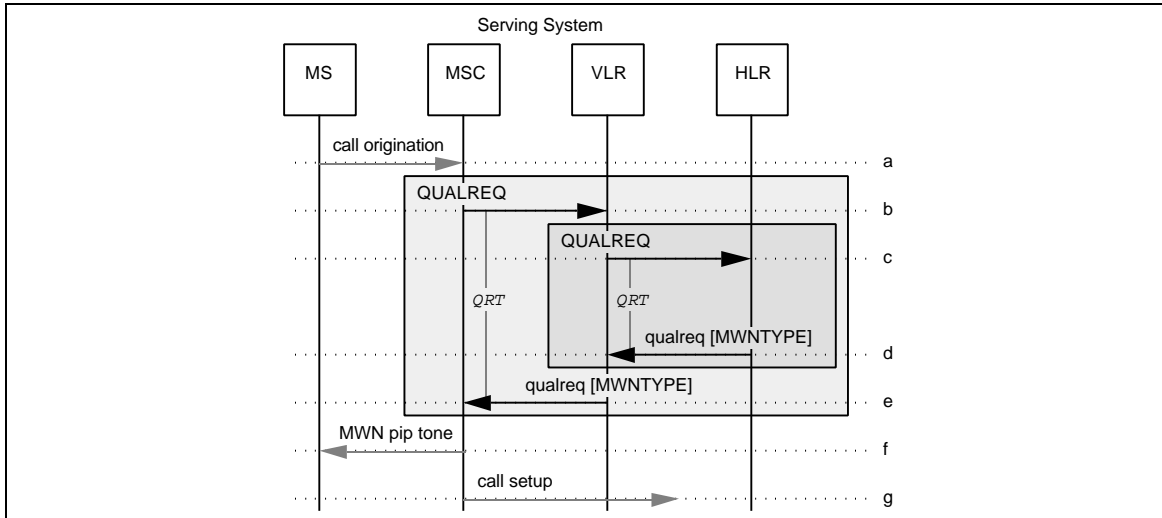 Serving System
MS MSC VLR HLR
call origination
a
QUALREQ
b
QUALREQ
c
QRT QRT
qualreq [MWNTYPE]
d
qualreq [MWNTYPE]
e
MWN pip tone
f
call setup
g